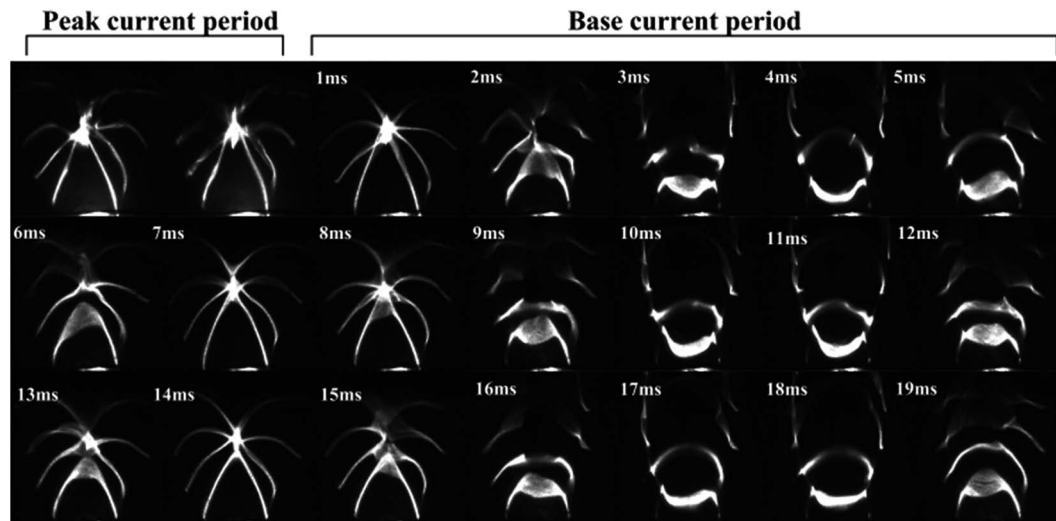 Peak current period Base current period
1ms 2ms 3ms 4ms 5ms
6ms 7ms 8ms 9ms 10ms 11ms 12ms
13ms 14ms 15ms 16ms 17ms 18ms 19ms